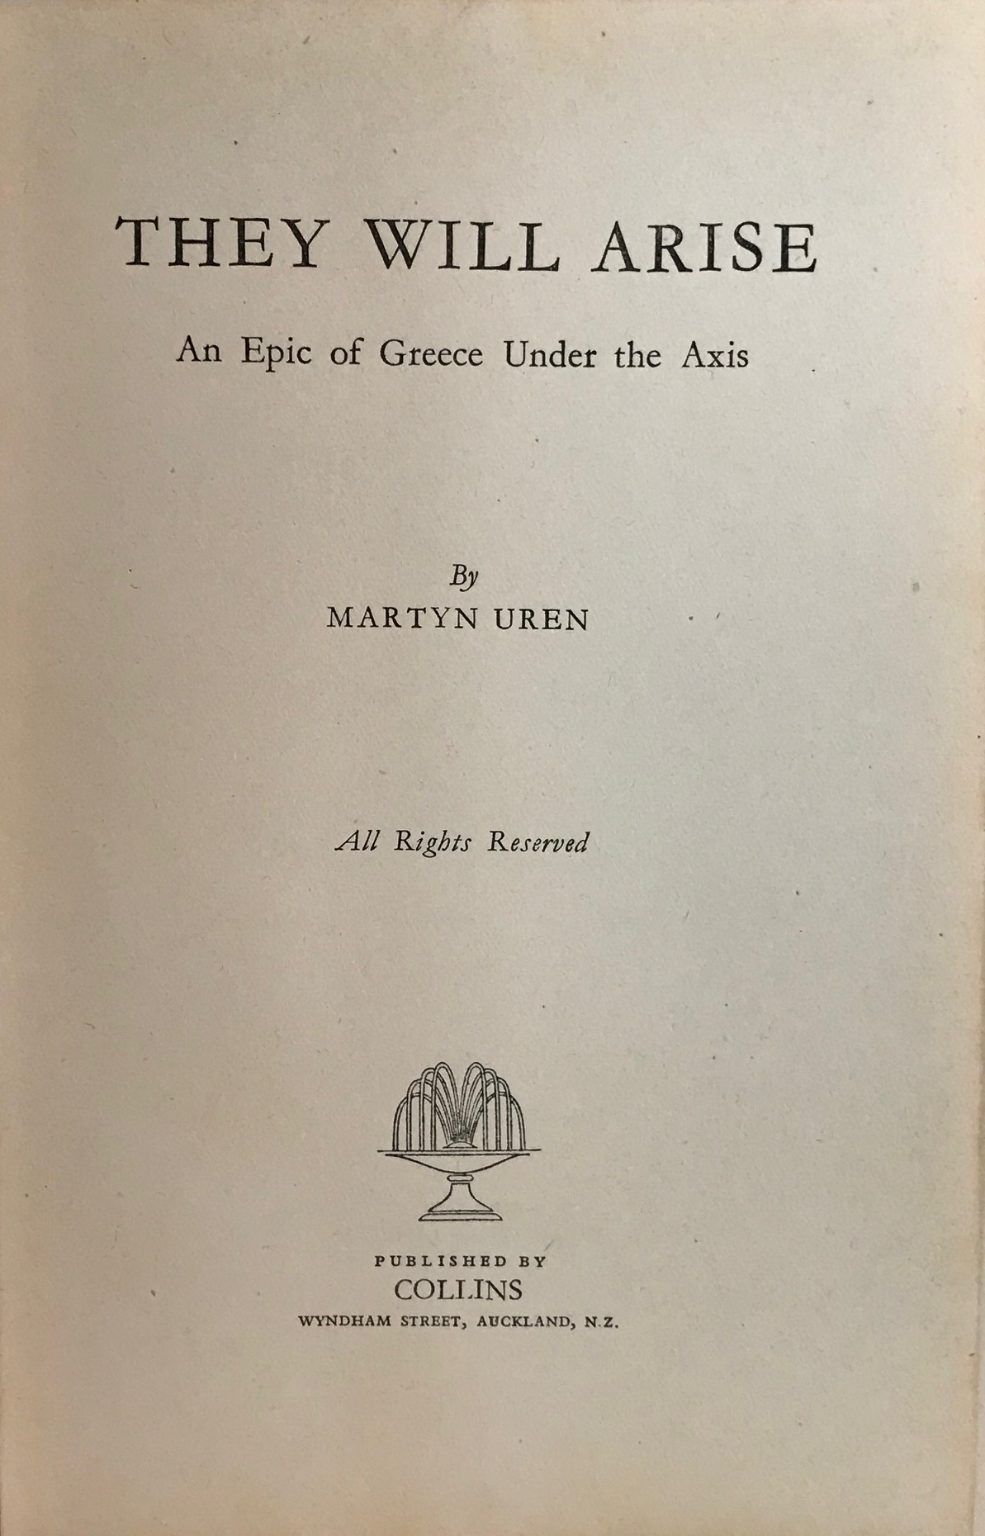 THEY WILL ARISE
An Epic of Greece Under the Axis
By
MARTYN UREN
All Rights Reserved
PUBLISHED BY
COLLINS
WYNDHAM STREET, AUCKLAND, N.Z.